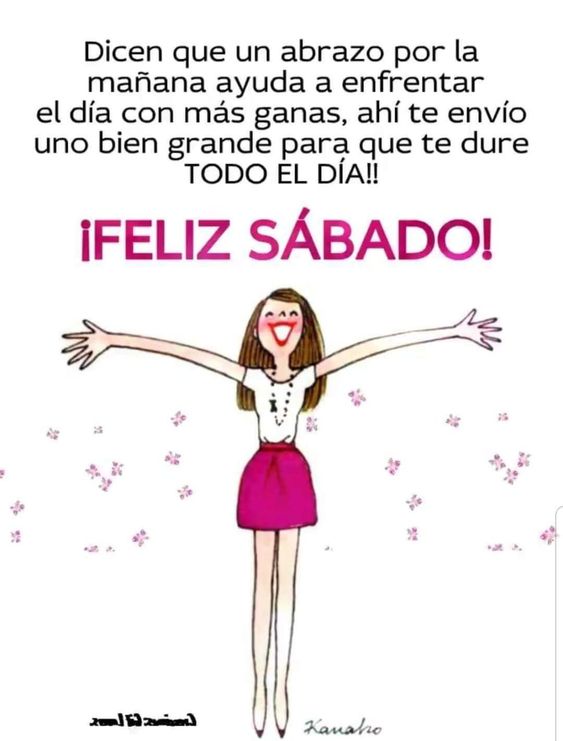 Dicen que un abrazo por la
mañana ayuda a enfrentar
el día con más ganas, ahí te envío
uno bien grande para que te dure
TODO EL DÍA!!
¡FELIZ SÁBADO!